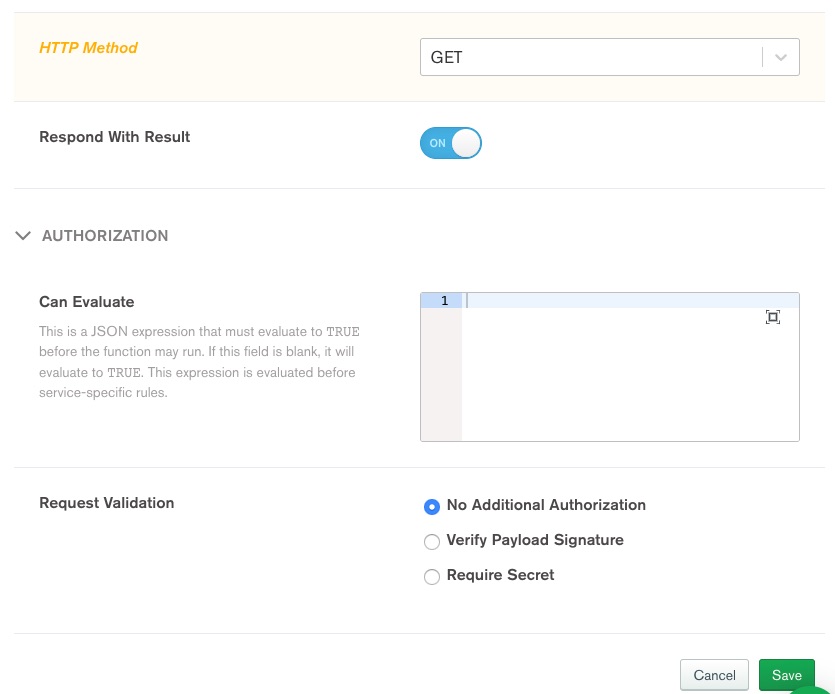 HTTP Method
GET
Respond With Result
ON
AUTHORIZATION
Can Evaluate
1
This is a JSON expression that must evaluate to TRUE
before the function may run. If this field is blank, it will
evaluate to TRUE. This expression is evaluated before
service-specific rules.
Request Validation
No Additional Authorization
Verify Payload Signature
Require Secret
Cancel
Save